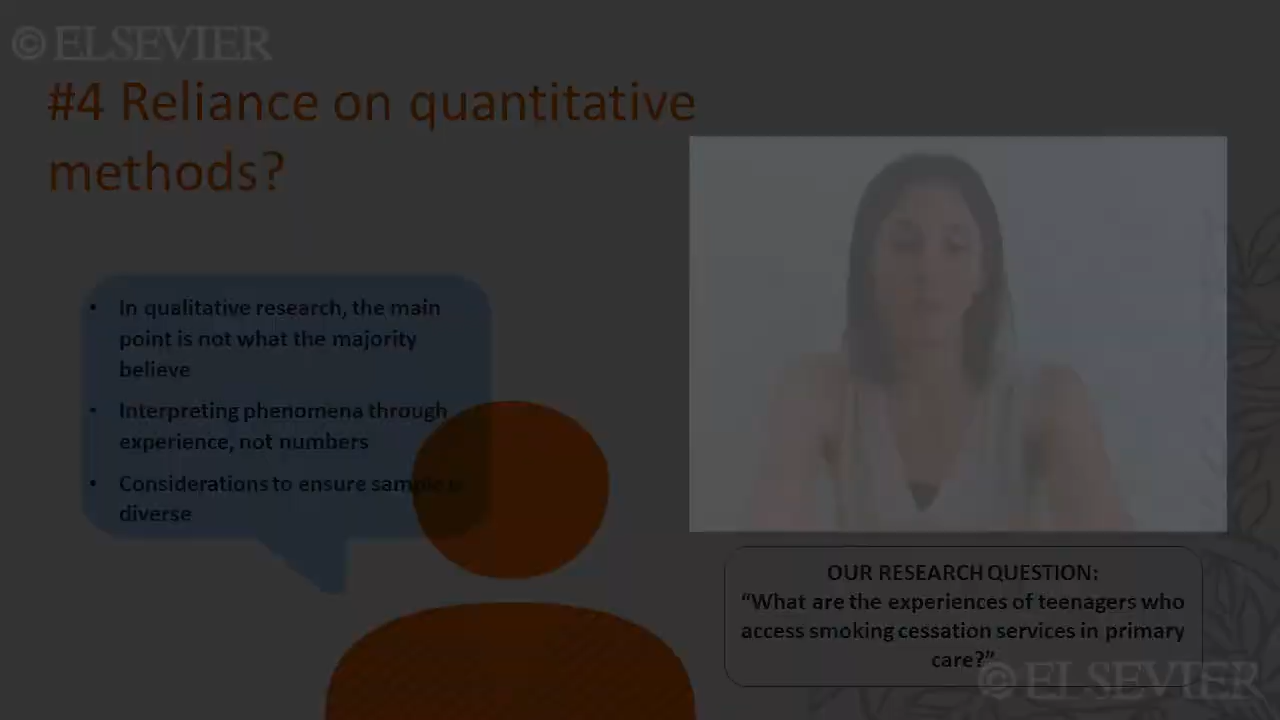 © ELSEVIER
#4 Reliance on quantitative
methods?
• In qualitative research, the main
point is not what the majority
believe
• Interpreting phenomena through
experience, not numbers
• Considerations to ensure sample is
diverse
OUR RESEARCH QUESTION:
“What are the experiences of teenagers who
access smoking cessation services in primary
care?”
© ELSEVIER